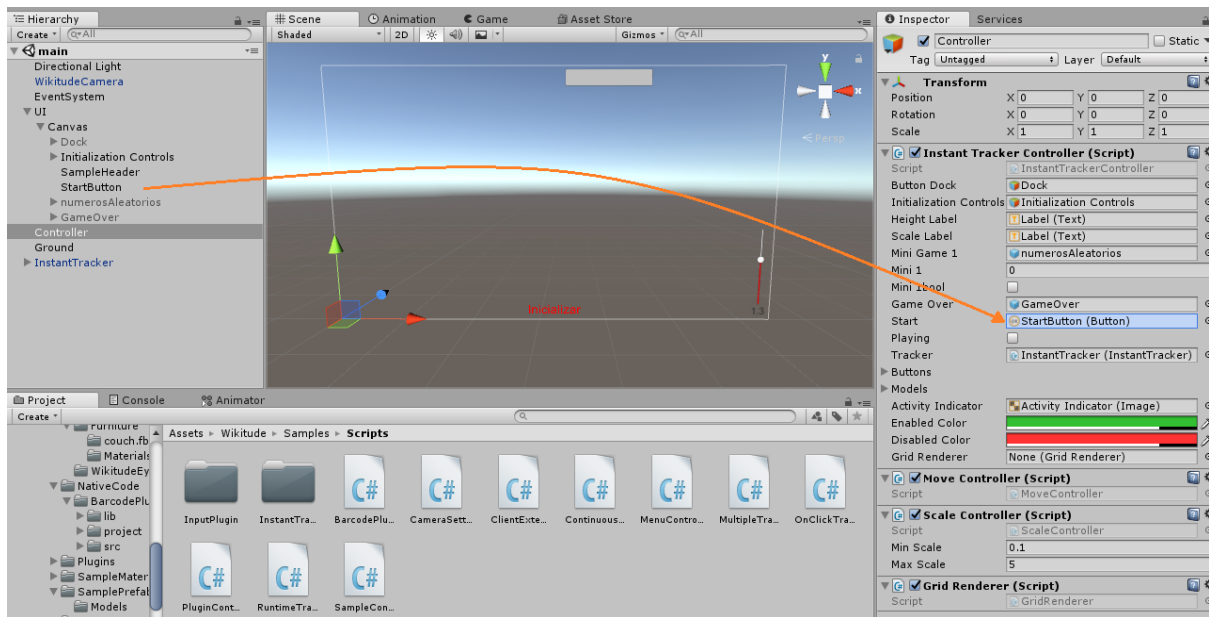 Hierarchy
Create
All
main
Directional Light
WikitudeCamera
EventSystem
UI
Canvas
Dock
Initialization Controls
SampleHeader
StartButton
numerosAleatorios
GameOver
Controller
Ground
InstantTracker
Scene Animation Game Asset Store
Shaded 2D Gizmos All
y
x
Persp
Inicializar
1.3
Project Console Animator
Create
Furniture
couch.fb
Materials
WikitudeEy
NativeCode
BarcodePlu
lib
project
src
Plugins
SampleMater
SamplePrefab
Models
Assets Wikitude Samples Scripts
InputPlugin InstantTra... BarcodePlu... CameraSett... ClientExte... Continuous... MenuContro... MultipleTra... OnClickTra...
C# C# C# C# C# C# C#
C# C# C#
PluginCont... RuntimeTra... SampleCon...
Inspector Services
Controller Static
Tag Untagged Layer Default
Transform
Position X 0 Y 0 Z 0
Rotation X 0 Y 0 Z 0
Scale X 1 Y 1 Z 1
Instant Tracker Controller (Script)
Script InstantTrackerController
Button Dock Dock
Initialization Controls Initialization Controls
Height Label Label (Text)
Scale Label Label (Text)
Mini Game 1 numerosAleatorios
Mini 1 0
Mini 1bool
Game Over GameOver
Start StartButton (Button)
Playing
Tracker InstantTracker (InstantTracker)
Buttons
Models
Activity Indicator Activity Indicator (Image)
Enabled Color
Disabled Color
Grid Renderer None (Grid Renderer)
Move Controller (Script)
Script MoveController
Scale Controller (Script)
Script ScaleController
Min Scale 0.1
Max Scale 5
Grid Renderer (Script)
Script GridRenderer